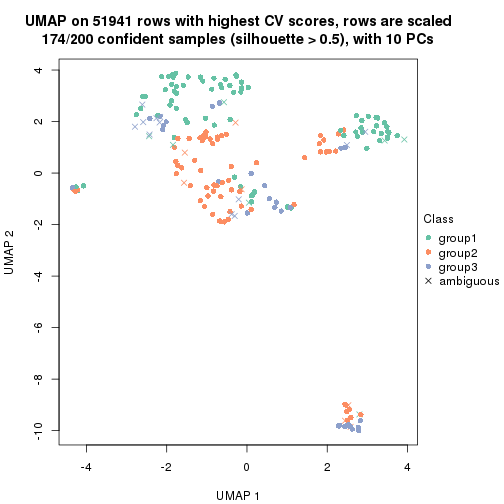 UMAP on 51941 rows with highest CV scores, rows are scaled
174/200 confident samples (silhouette > 0.5), with 10 PCs
4
2
0
-2
-4
-6
-8
-10
UMAP 2
-4
-2
0
2
4
UMAP 1
Class
group1
group2
group3
ambiguous